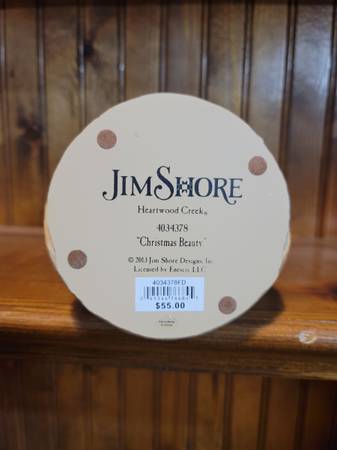 JIM SHORE
Heartwood Creek®
4034378
"Christmas Beauty"
© 2013 Jim Shore Designs, Inc
Licensed by Enesco, LLC
4034378FD
$55.00